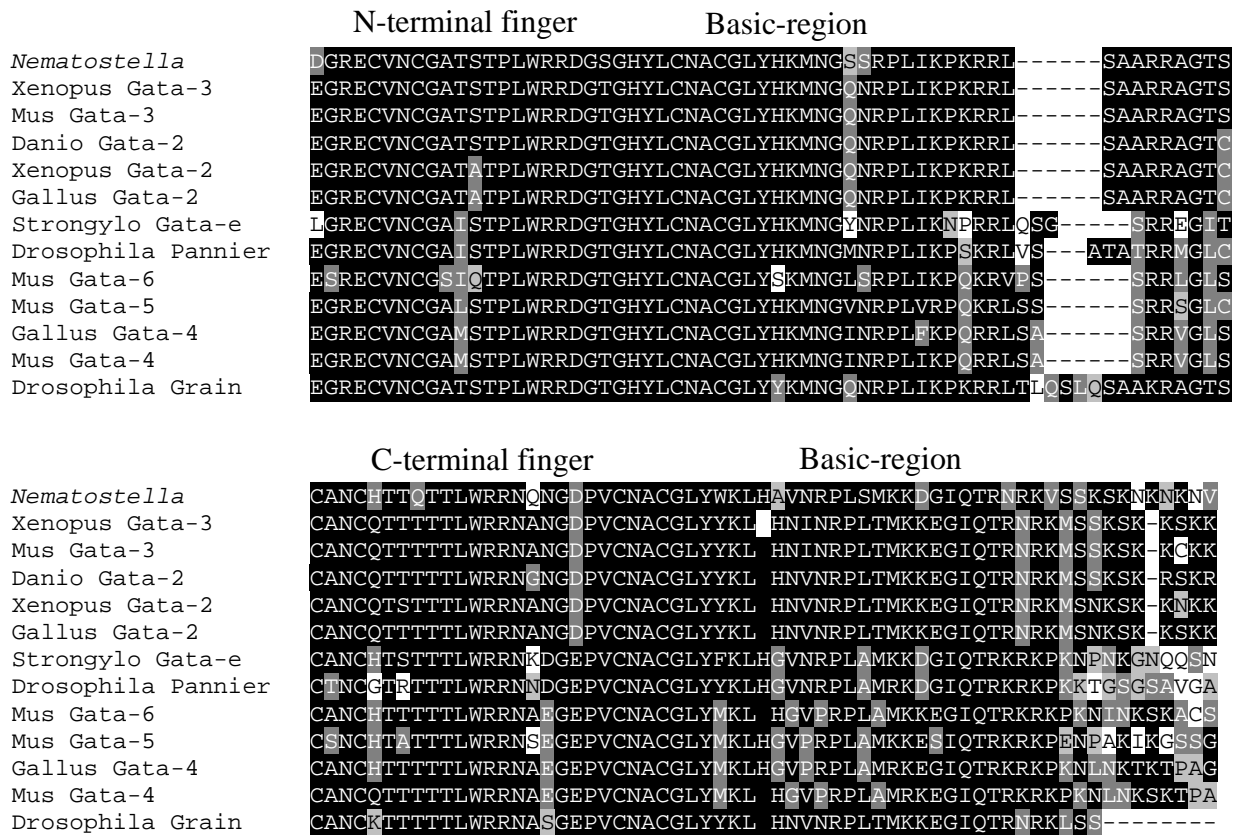 N-terminal finger Basic-region
Nematostella DGRECVNCGATSTPLWRRDGSGHYLCNACGLYHKMNGSSRPLIKPKRRL------SAARRAGTS
Xenopus Gata-3 EGRECVNCGATSTPLWRRDGTGHYLCNACGLYHKMNGQNRPLIKPKRRL------SAARRAGTS
Mus Gata-3 EGRECVNCGATSTPLWRRDGTGHYLCNACGLYHKMNGQNRPLIKPKRRL------SAARRAGTS
Danio Gata-2 EGRECVNCGATSTPLWRRDGTGHYLCNACGLYHKMNGQNRPLIKPKRRL------SAARRAGTC
Xenopus Gata-2 EGRECVNCGATATPLWRRDGTGHYLCNACGLYHKMNGQNRPLIKPKRRL------SAARRAGTC
Gallus Gata-2 EGRECVNCGATATPLWRRDGTGHYLCNACGLYHKMNGQNRPLIKPKRRL------SAARRAGTC
Strongylo Gata-e LGRECVNCGAISTPLWRRDGTGHYLCNACGLYHKMNGYNRPLIKNPRRLQSG-----SRREGIT
Drosophila Pannier EGRECVNCGAISTPLWRRDGTGHYLCNACGLYHKMNGMNRPLIKPSKRLVS---ATATRRMGLC
Mus Gata-6 ESRECVNCGSIQTPLWRRDGTGHYLCNACGLYSKMNGLSRPLIKPQKRVPS------SRRLGLS
Mus Gata-5 EGRECVNCGALSTPLWRRDGTGHYLCNACGLYHKMNGVNRPLVRPQKRLSS------SRRSGLC
Gallus Gata-4 EGRECVNCGAMSTPLWRRDGTGHYLCNACGLYHKMNGINRPLFKPQRRLSA------SRRVGLS
Mus Gata-4 EGRECVNCGAMSTPLWRRDGTGHYLCNACGLYHKMNGINRPLIKPQRRLSA------SRRVGLS
Drosophila Grain EGRECVNCGATSTPLWRRDGTGHYLCNACGLYYKMNGQNRPLIKPKRRLTLQSLQSAAKRAGTS
C-terminal finger Basic-region
Nematostella CANCHTTQTTLWRRNQNGDPVCNACGLYWKLHAVNRPLSMKKDGIQTRNRKVSSKSKNKNKNV
Xenopus Gata-3 CANCQTTTTTLWRRNANGDPVCNACGLYYKL HNINRPLTMKKEGIQTRNRKMSSKSK-KSKK
Mus Gata-3 CANCQTTTTTLWRRNANGDPVCNACGLYYKL HNINRPLTMKKEGIQTRNRKMSSKSK-KCKK
Danio Gata-2 CANCQTTTTTLWRRNGNGDPVCNACGLYYKL HNVNRPLTMKKEGIQTRNRKMSSKSK-RSKR
Xenopus Gata-2 CANCQTSTTTLWRRNANGDPVCNACGLYYKL HNVNRPLTMKKEGIQTRNRKMSNKSK-KNKK
Gallus Gata-2 CANCQTTTTTLWRRNANGDPVCNACGLYYKL HNVNRPLTMKKEGIQTRNRKMSNKSK-KSKK
Strongylo Gata-e CANCHTSTTTLWRRNKDGEPVCNACGLYFKLHGVNRPLAMKKDGIQTRKRKPKNPNKGNQQSN
Drosophila Pannier CTNCGTRTTTLWRRNNDGEPVCNACGLYYKLHGVNRPLAMRKDGIQTRKRKPKKTGSGSAVGA
Mus Gata-6 CANCHTTTTTLWRRNAEGEPVCNACGLYMKL HGVPRPLAMKKEGIQTRKRKPKNINKSKACS
Mus Gata-5 CSNCHTATTTLWRRNSEGEPVCNACGLYMKLHGVPRPLAMKKESIQTRKRKPENPAKIKGSSG
Gallus Gata-4 CANCHTTTTTLWRRNAEGEPVCNACGLYMKLHGVPRPLAMKKEGIQTRKRKPKNLNKTKTPAG
Mus Gata-4 CANCQTTTTTLWRRNAEGEPVCNACGLYMKL HGVPRPLAMRKEGIQTRKRKPKNLNKSKTPA
Drosophila Grain CANCKTTTTTLWRRNASGEPVCNACGLYYKL HNVNRPLTMKKEGIQTRNRKLSS--------